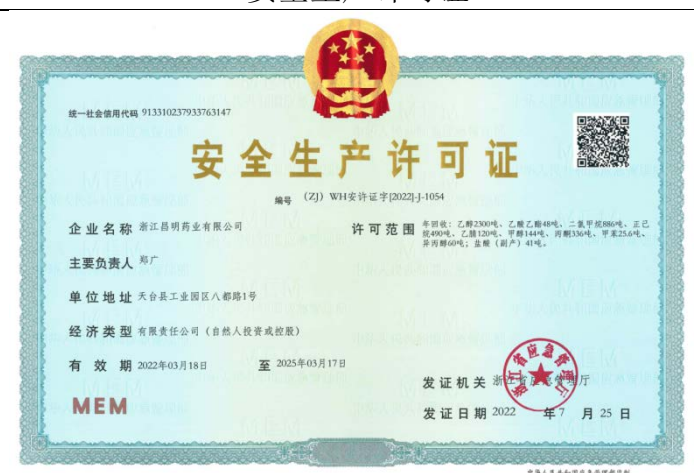 统一社会信用代码 913310237933763147
安全生产许可证
编号 (ZJ) WH安许证字[2022]-J-1054
企业名称 浙江昌明药业有限公司
主要负责人 郑广
单位地址 天台县工业园区八都路1号
经济类型 有限责任公司（自然人投资或控股）
有效期 2022年03月18日 至 2025年03月17日
MEM
许可范围 年回收：乙醇2300吨、乙酸乙酯48吨、二氯甲烷886吨、正己
烷490吨、乙腈120吨、甲醇144吨、丙酮336吨、甲苯25.6吨、
异丙醇60吨；盐酸（副产）41吨。
发证机关 浙江省应急管理厅
发证日期 2022 年 7 月 25 日
浙江省应急管理厅